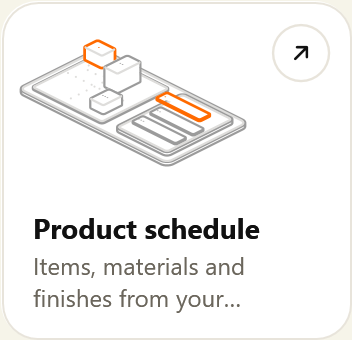 Product schedule
Items, materials and
finishes from your...